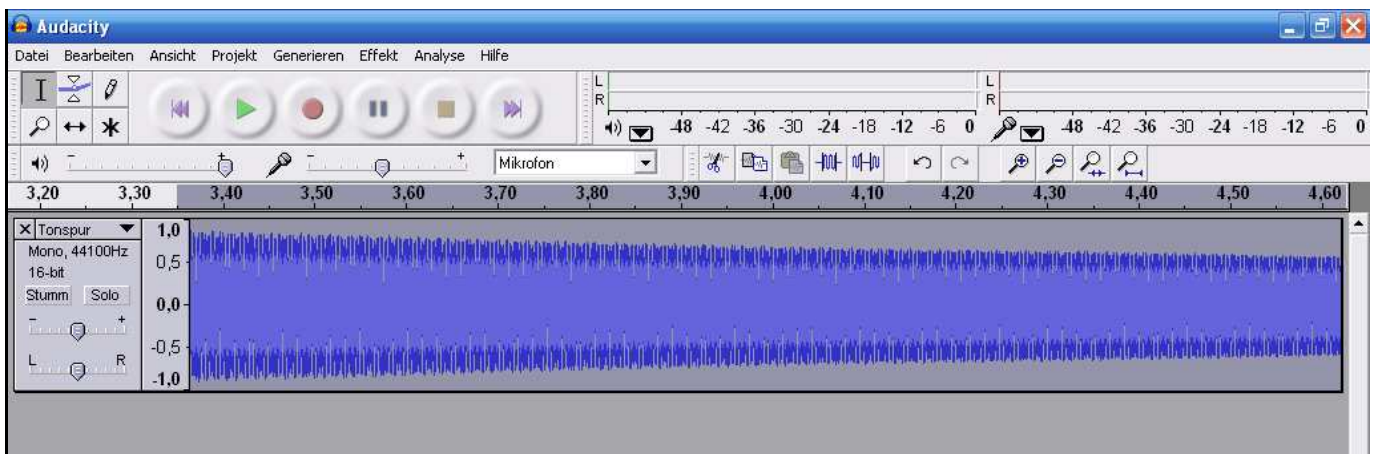 Audacity
Datei Bearbeiten Ansicht Projekt Generieren Effekt Analyse Hilfe
L
R
-48 -42 -36 -30 -24 -18 -12 -6 0
L
R
-48 -42 -36 -30 -24 -18 -12 -6 0
- + - + Mikrofon
3,20 3,30 3,40 3,50 3,60 3,70 3,80 3,90 4,00 4,10 4,20 4,30 4,40 4,50 4,60
X Tonspur
Mono, 44100Hz
16-bit
Stumm Solo
- +
L R
1,0
0,5
0,0
-0,5
-1,0